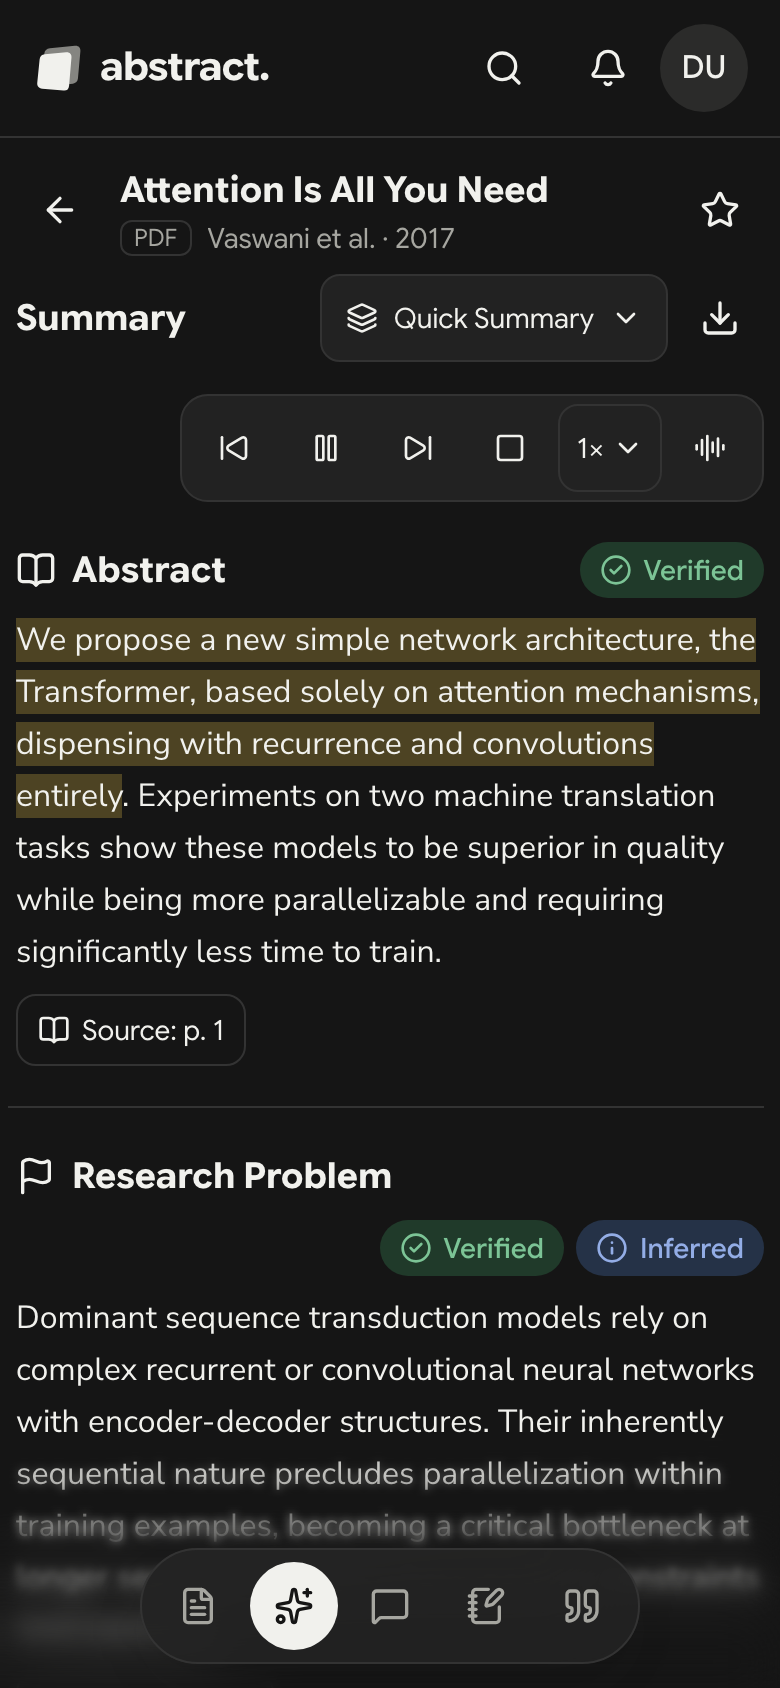 abstract.
DU
Attention Is All You Need
PDF Vaswani et al. · 2017
Summary
Quick Summary
1×
Abstract
Verified
We propose a new simple network architecture, the
Transformer, based solely on attention mechanisms,
dispensing with recurrence and convolutions
entirely. Experiments on two machine translation
tasks show these models to be superior in quality
while being more parallelizable and requiring
significantly less time to train.
Source: p. 1
Research Problem
Verified
Inferred
Dominant sequence transduction models rely on
complex recurrent or convolutional neural networks
with encoder-decoder structures. Their inherently
sequential nature precludes parallelization within
training examples, becoming a critical bottleneck at
longer